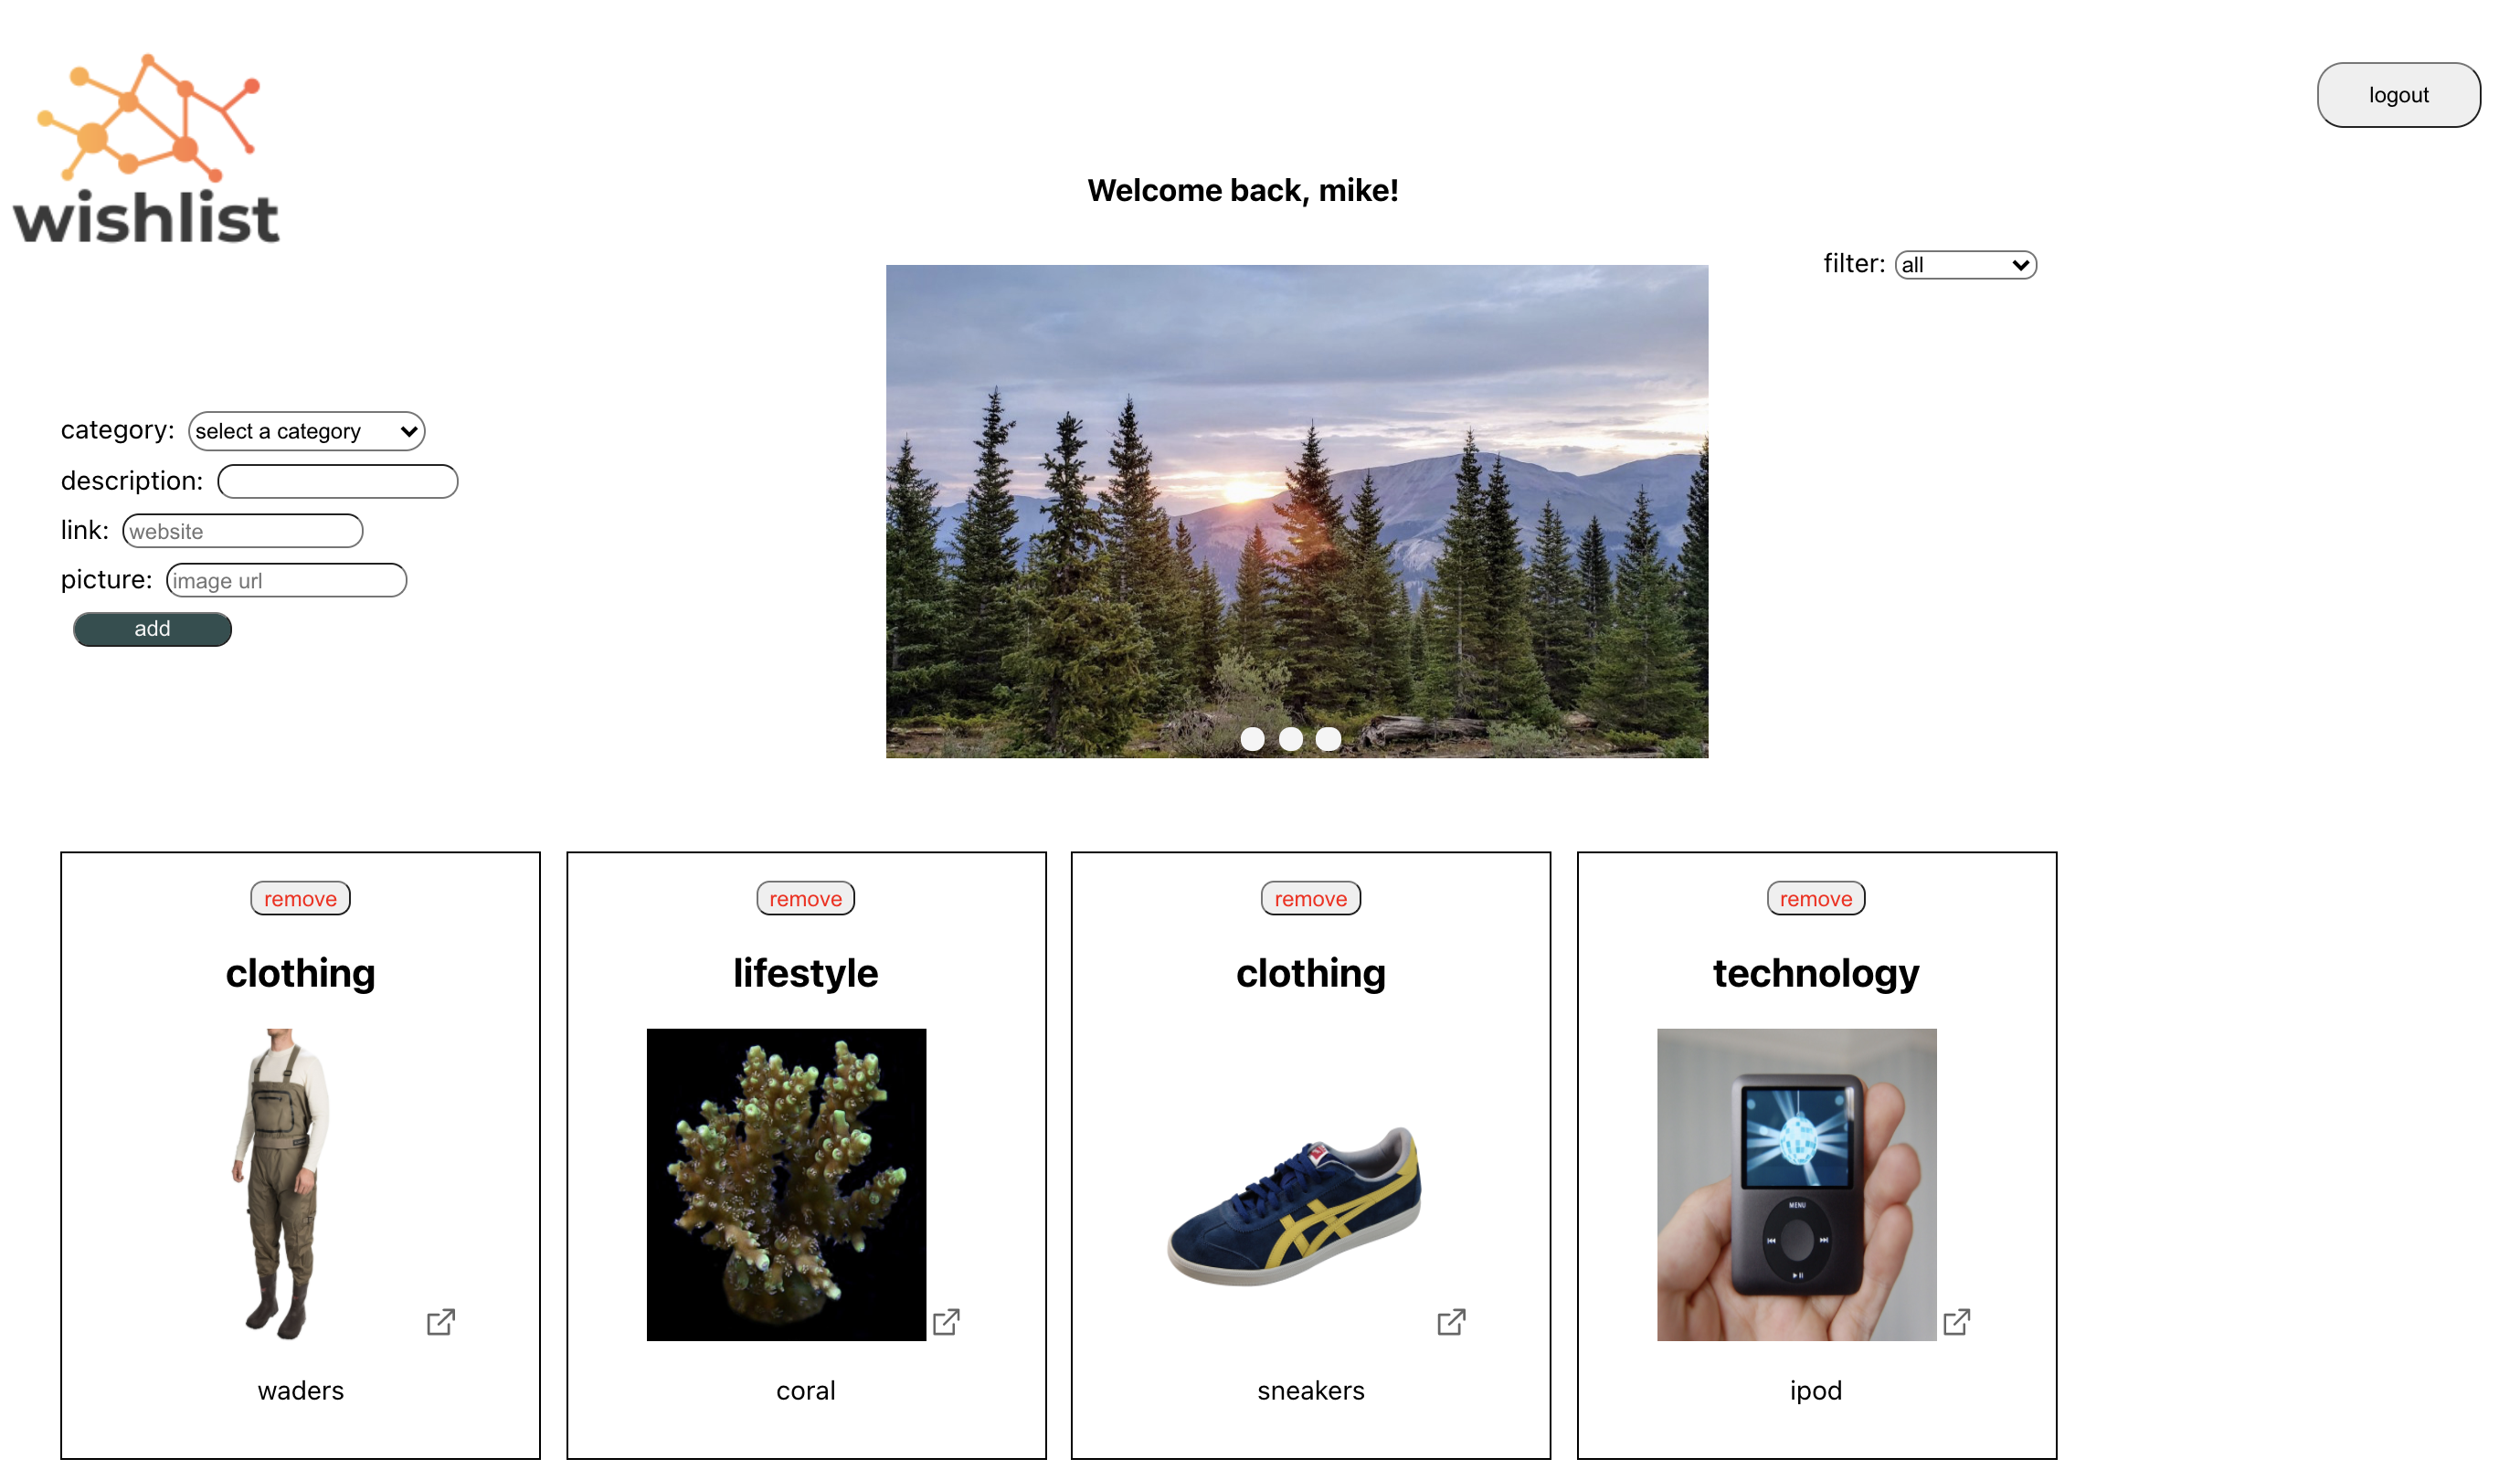 wishlist
logout
Welcome back, mike!
filter: all
category: select a category
description:
link: website
picture: image url
add
remove
clothing
waders
remove
lifestyle
coral
remove
clothing
sneakers
remove
technology
MENU
ipod